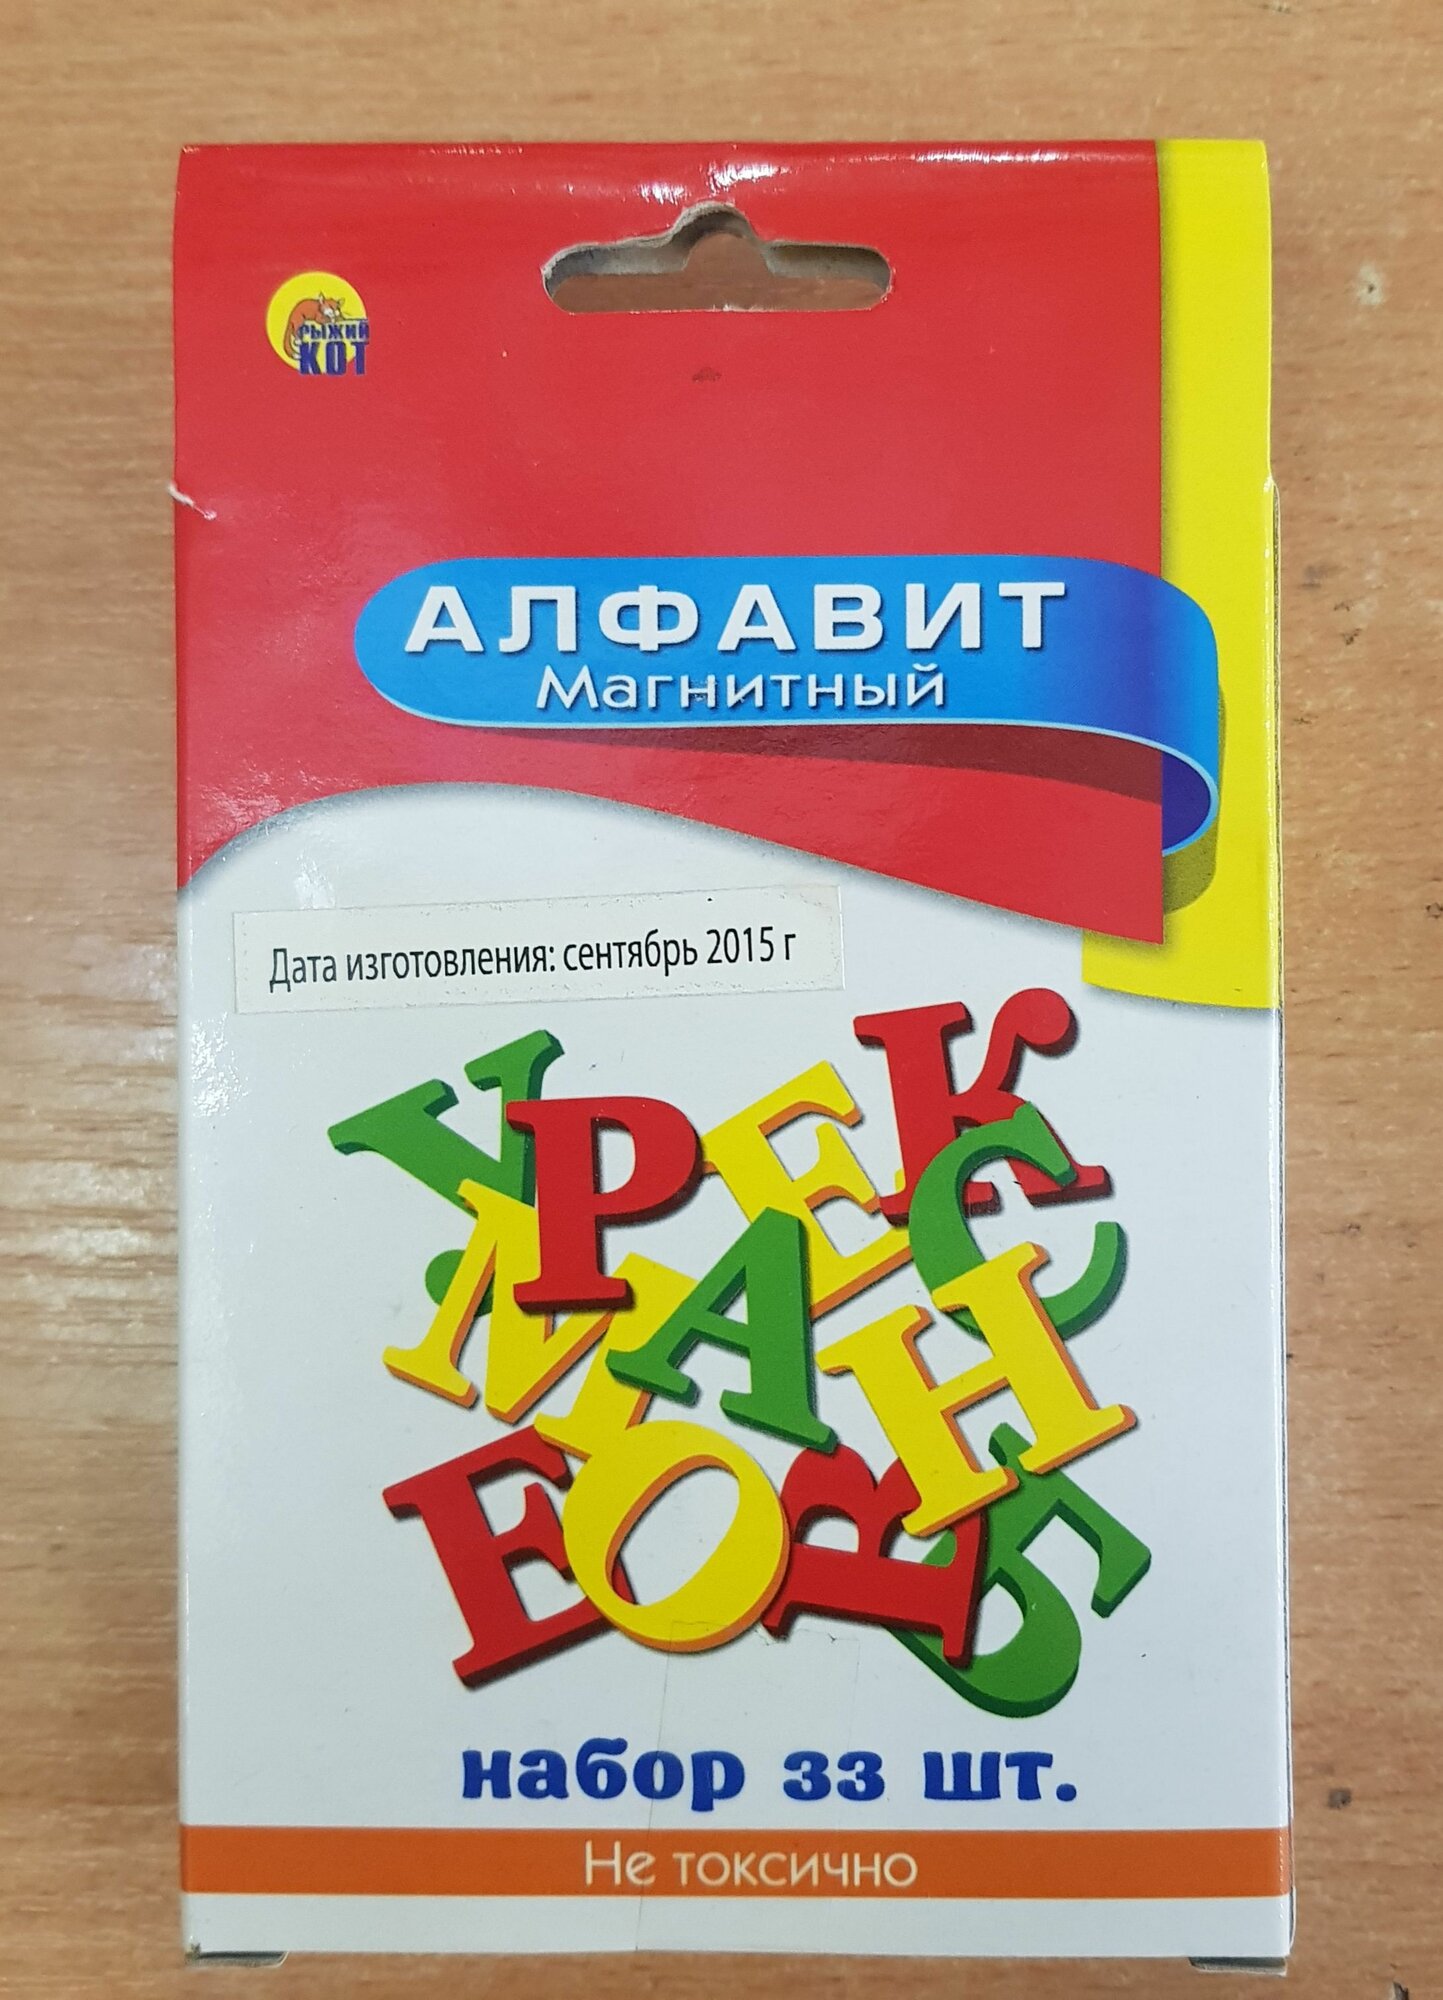 РЫЖИЙ
КОТ
АЛФАВИТ
Магнитный
Дата изготовления: сентябрь 2015 г
У Р Е К
М А С
Н
Е О В Б
набор 33 шт.
Не токсично